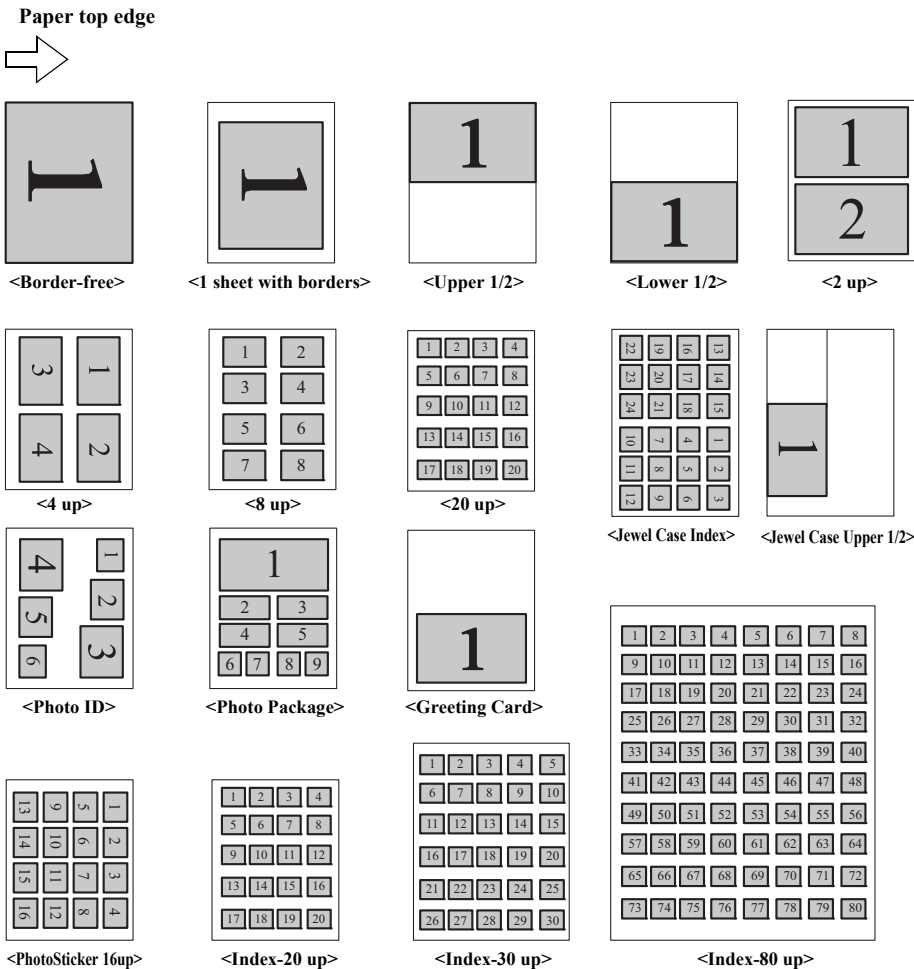 Paper top edge
1 1 1 1 1
2
<Border-free> <1 sheet with borders> <Upper 1/2> <Lower 1/2> <2 up>
3 1
4 2
<4 up>
1 2
3 4
5 6
7 8
<8 up>
1 2 3 4
5 6 7 8
9 10 11 12
13 14 15 16
17 18 19 20
<20 up>
22 19 16 13
23 20 17 14
24 21 18 15
10 7 4 1
11 8 5 2
12 9 6 3
<Jewel Case Index>
1
<Jewel Case Upper 1/2>
4 1
5 2
6 3
<Photo ID>
1
2 3
4 5
6 7 8 9
<Photo Package>
1
<Greeting Card>
1 2 3 4 5 6 7 8
9 10 11 12 13 14 15 16
17 18 19 20 21 22 23 24
25 26 27 28 29 30 31 32
33 34 35 36 37 38 39 40
41 42 43 44 45 46 47 48
49 50 51 52 53 54 55 56
57 58 59 60 61 62 63 64
65 66 67 68 69 70 71 72
73 74 75 76 77 78 79 80
<Index-80 up>
13 9 5 1
14 10 6 2
15 11 7 3
16 12 8 4
<PhotoSticker 16up>
1 2 3 4
5 6 7 8
9 10 11 12
13 14 15 16
17 18 19 20
<Index-20 up>
1 2 3 4 5
6 7 8 9 10
11 12 13 14 15
16 17 18 19 20
21 22 23 24 25
26 27 28 29 30
<Index-30 up>